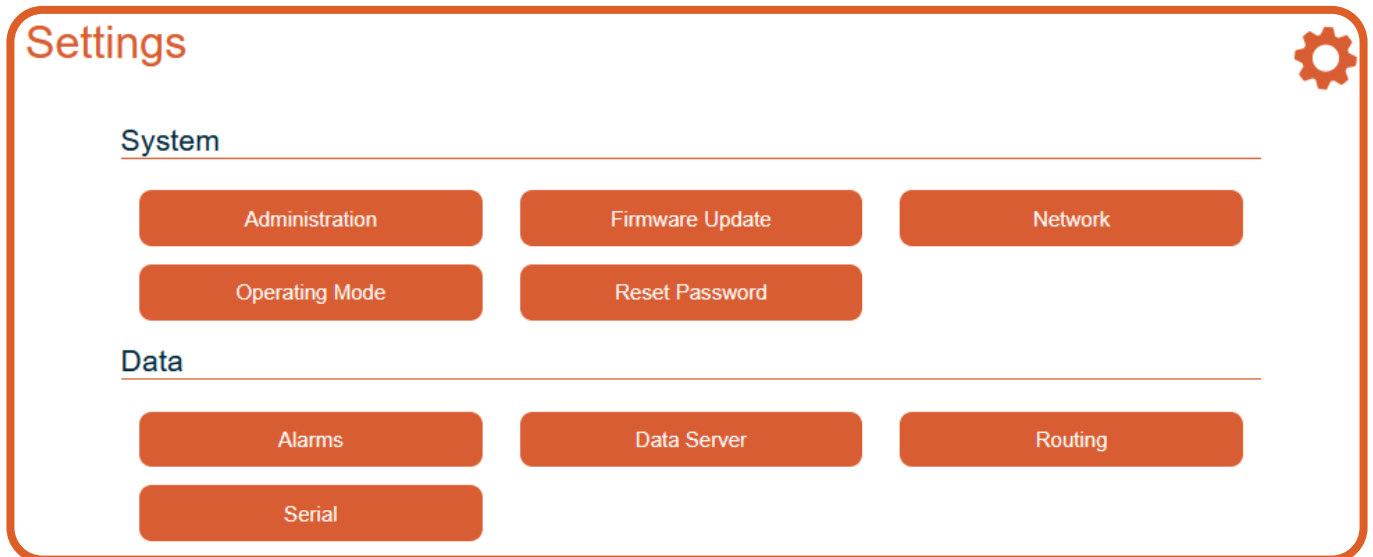 Settings
System
Administration
Firmware Update
Network
Operating Mode
Reset Password
Data
Alarms
Data Server
Routing
Serial